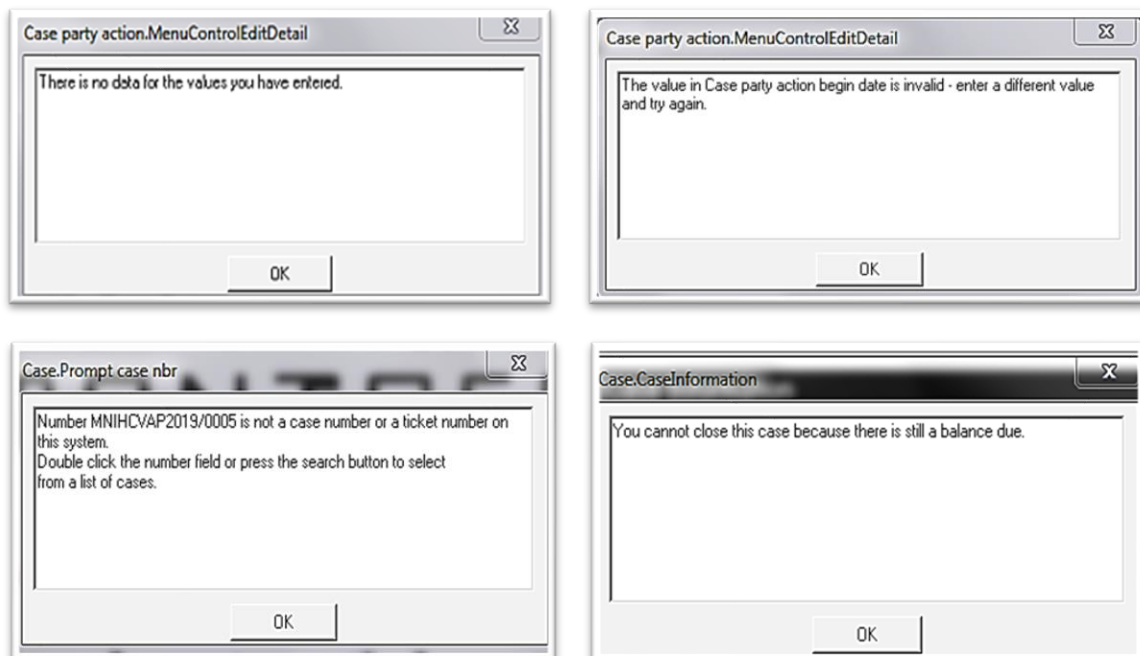 Case party action.MenuControlEditDetail
There is no data for the values you have entered.
OK
Case party action.MenuControlEditDetail
The value in Case party action begin date is invalid - enter a different value
and try again.
OK
Case.Prompt case nbr
Number MNIHCVAP2019/0005 is not a case number or a ticket number on
this system.
Double click the number field or press the search button to select
from a list of cases.
OK
Case.CaseInformation
You cannot close this case because there is still a balance due.
OK